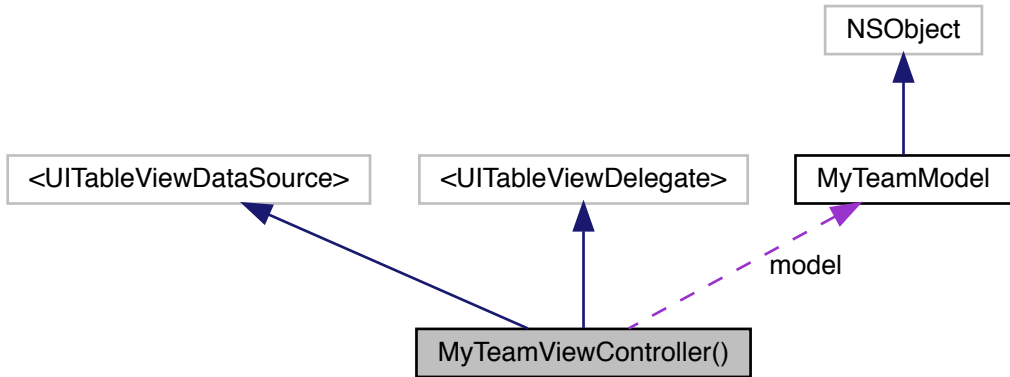 NSObject
<UITableViewDataSource>
<UITableViewDelegate>
MyTeamModel
model
MyTeamViewController()